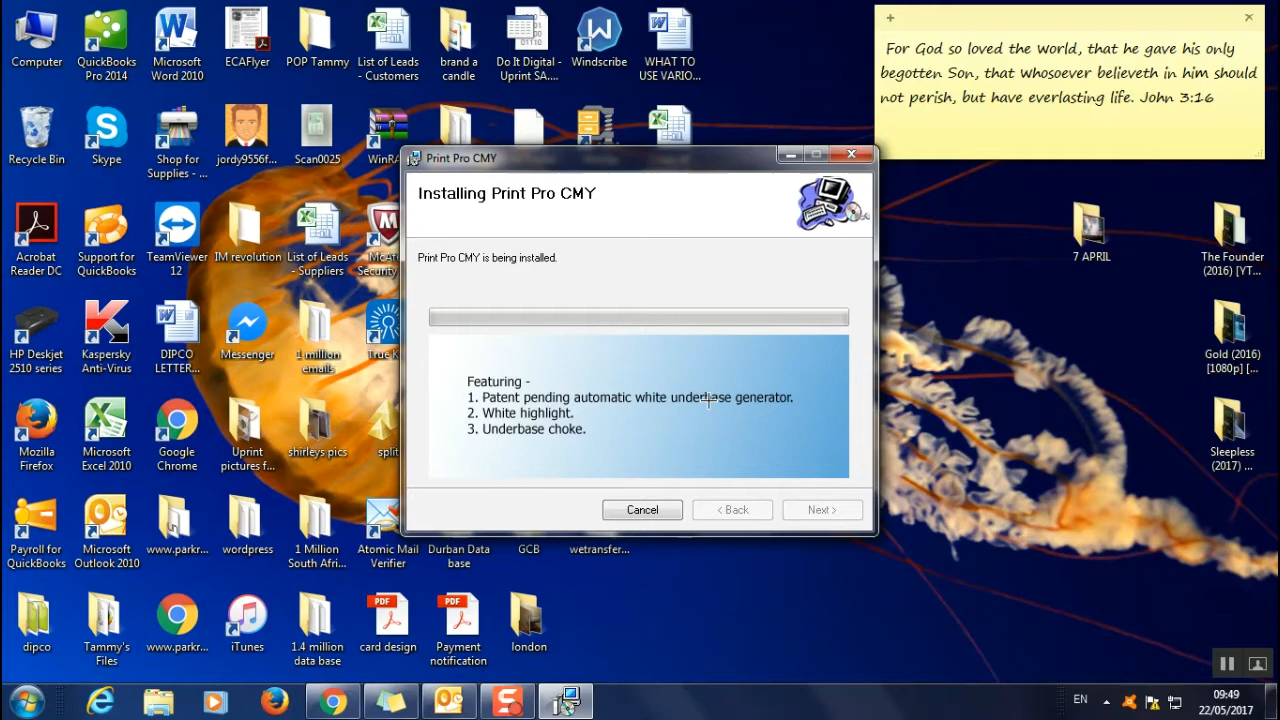 Computer
QuickBooks
Pro 2014
Microsoft
Word 2010
ECAFlyer
POP Tammy
List of Leads
- Customers
brand a
candle
Do It Digital -
Uprint SA....
Windscribe
WHAT TO
USE VARIO...
For God so loved the world, that he gave his only
begotten Son, that whosoever believeth in him should
not perish, but have everlasting life. John 3:16
Recycle Bin
Skype
Shop for
Supplies - ...
jordy9556f...
Scan0025
WinRA
Print Pro CMY
Installing Print Pro CMY
Print Pro CMY is being installed.
Featuring -
1. Patent pending automatic white underbase generator.
2. White highlight.
3. Underbase choke.
Cancel
< Back
Next >
Acrobat
Reader DC
Support for
QuickBooks
TeamViewer
12
IM revolution
List of Leads
- Suppliers
McAf
Security
7 APRIL
The Founder
(2016) [YT...
HP Deskjet
2510 series
Kaspersky
Anti-Virus
DIPCO
LETTER...
Messenger
1 million
emails
True K
Gold (2016)
[1080p] [...
Mozilla
Firefox
Microsoft
Excel 2010
Google
Chrome
Uprint
pictures f...
shirleys pics
split
Sleepless
(2017) ...
Payroll for
QuickBooks
Microsoft
Outlook 2010
www.parkr...
wordpress
1 Million
South Afri...
Atomic Mail
Verifier
Durban Data
base
GCB
wetransfer...
dipco
Tammy's
Files
www.parkr...
iTunes
1.4 million
data base
PDF
card design
PDF
Payment
notification
london
EN
09:49
22/05/2017